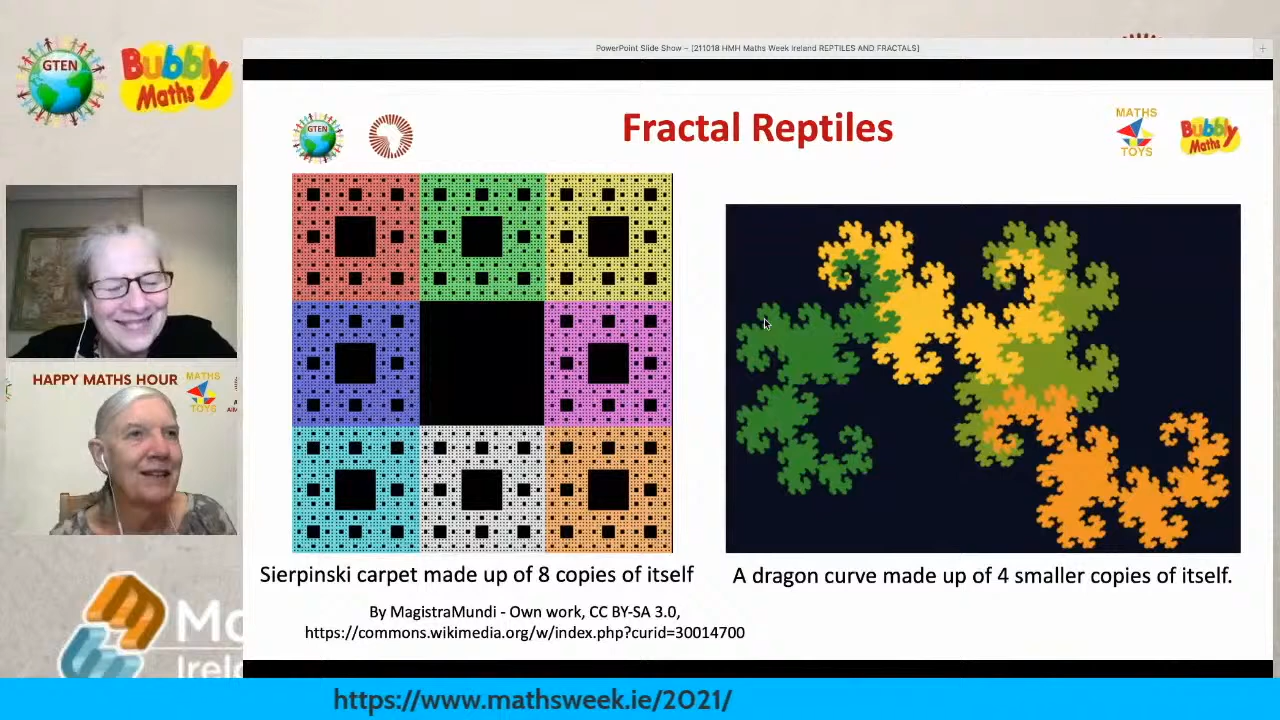 PowerPoint Slide Show - [211018 HMH Maths Week Ireland REPTILES AND FRACTALS]
GTEN
Bubbly
Maths
GTEN
Fractal Reptiles
MATHS
TOYS
Bubbly
Maths
HAPPY MATHS HOUR
MATHS
TOYS
Sierpinski carpet made up of 8 copies of itself
A dragon curve made up of 4 smaller copies of itself.
By MagistraMundi - Own work, CC BY-SA 3.0,
https://commons.wikimedia.org/w/index.php?curid=30014700
https://www.mathsweek.ie/2021/